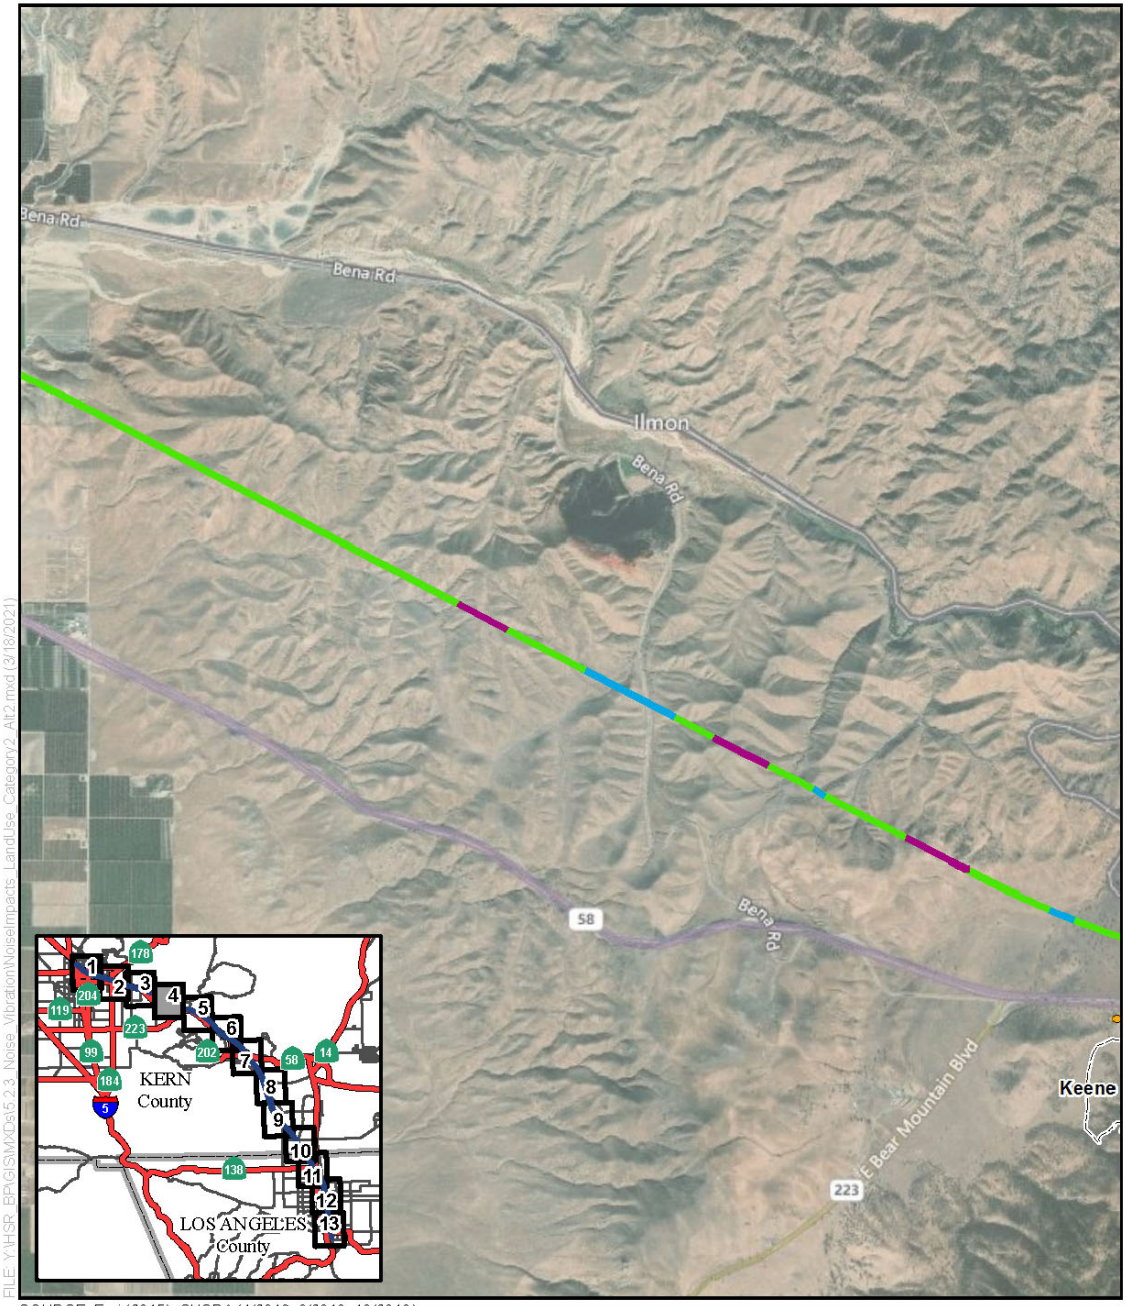 Bena Rd
Bena Rd
Ilmon
Bena Rd
58
Bena Rd
Keene
E Bear Mountain Blvd
223
178
1
2
3
4
5
6
7
8
9
10
11
12
13
204
119
223
99
184
202
58
14
5
138
KERN
County
LOS ANGELES
County
FILE: Y:\HSR_BP\GIS\MXDs\5.2.3_Noise_Vibration\NoiseImpacts_LandUse_Category2_Alt2.mxd (3/18/2021)